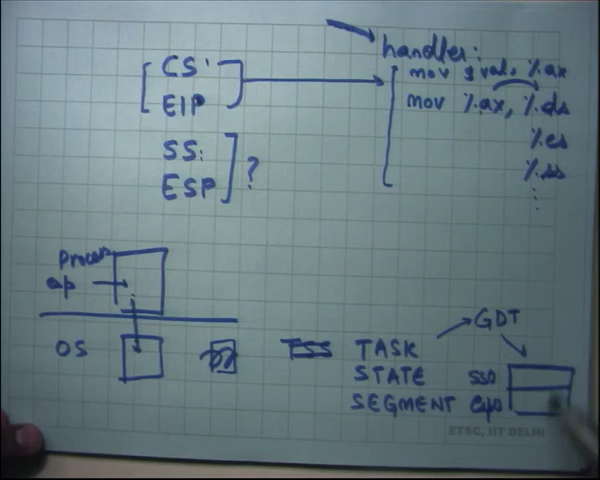 handler:
CS:
mov $val, %ax
EIP
mov %ax, %ds
%es
SS:
%ss
ESP
?
Process
OS
TSS TASK
GDT
STATE
SS0
SEGMENT
ETSC, IIT DELHI